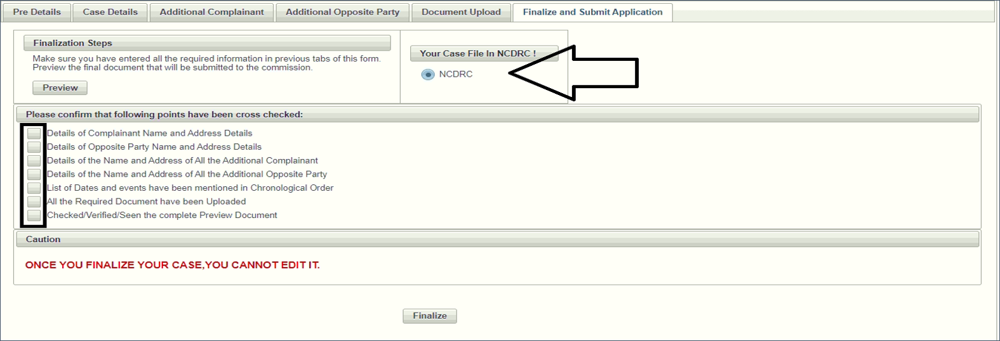 Pre Details
Case Details
Additional Complainant
Additional Opposite Party
Document Upload
Finalize and Submit Application
Finalization Steps
Make sure you have entered all the required information in previous tabs of this form.
Preview the final document that will be submitted to the commission.
Preview
Your Case File In NCDRC !
NCDRC
Please confirm that following points have been cross checked:
Details of Complainant Name and Address Details
Details of Opposite Party Name and Address Details
Details of the Name and Address of All the Additional Complainant
Details of the Name and Address of All the Additional Opposite Party
List of Dates and events have been mentioned in Chronological Order
All the Required Document have been Uploaded
Checked/Verified/Seen the complete Preview Document
Caution
ONCE YOU FINALIZE YOUR CASE,YOU CANNOT EDIT IT.
Finalize